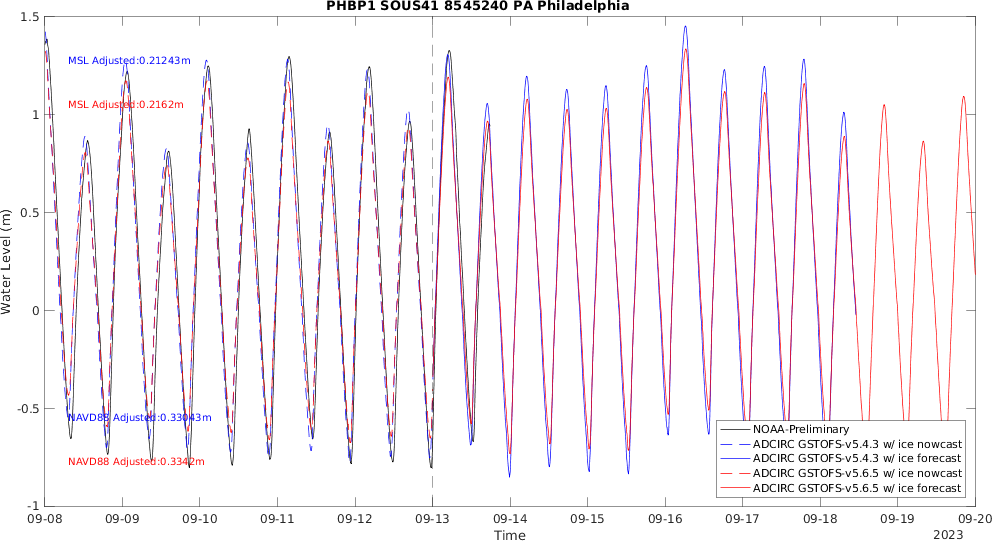 PHBP1 SOUS41 8545240 PA Philadelphia
1.5
MSL Adjusted:0.21243m
MSL Adjusted:0.2162m
1
0.5
Water Level (m)
0
-0.5
NAVD88 Adjusted:0.33043m
NAVD88 Adjusted:0.3342m
-1
NOAA-Preliminary
ADCIRC GSTOFS-v5.4.3 w/ ice nowcast
ADCIRC GSTOFS-v5.4.3 w/ ice forecast
ADCIRC GSTOFS-v5.6.5 w/ ice nowcast
ADCIRC GSTOFS-v5.6.5 w/ ice forecast
09-08 09-09 09-10 09-11 09-12 09-13 09-14 09-15 09-16 09-17 09-18 09-19 09-20
Time
2023